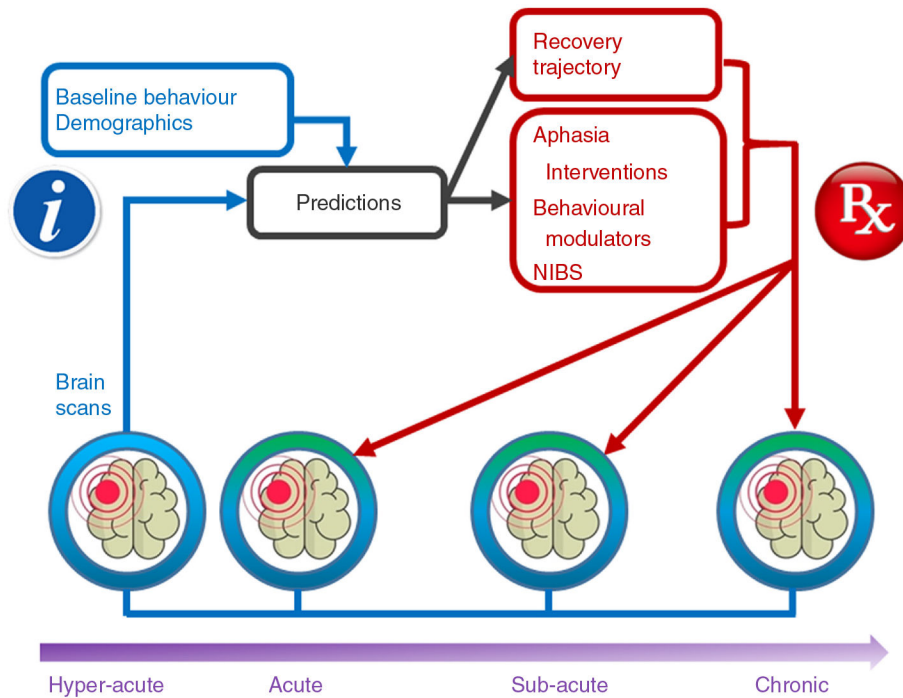 Baseline behaviour
Demographics
i
Predictions
Recovery
trajectory
Aphasia
Interventions
Behavioural
modulators
NIBS
Rx
Brain
scans
Hyper-acute
Acute
Sub-acute
Chronic